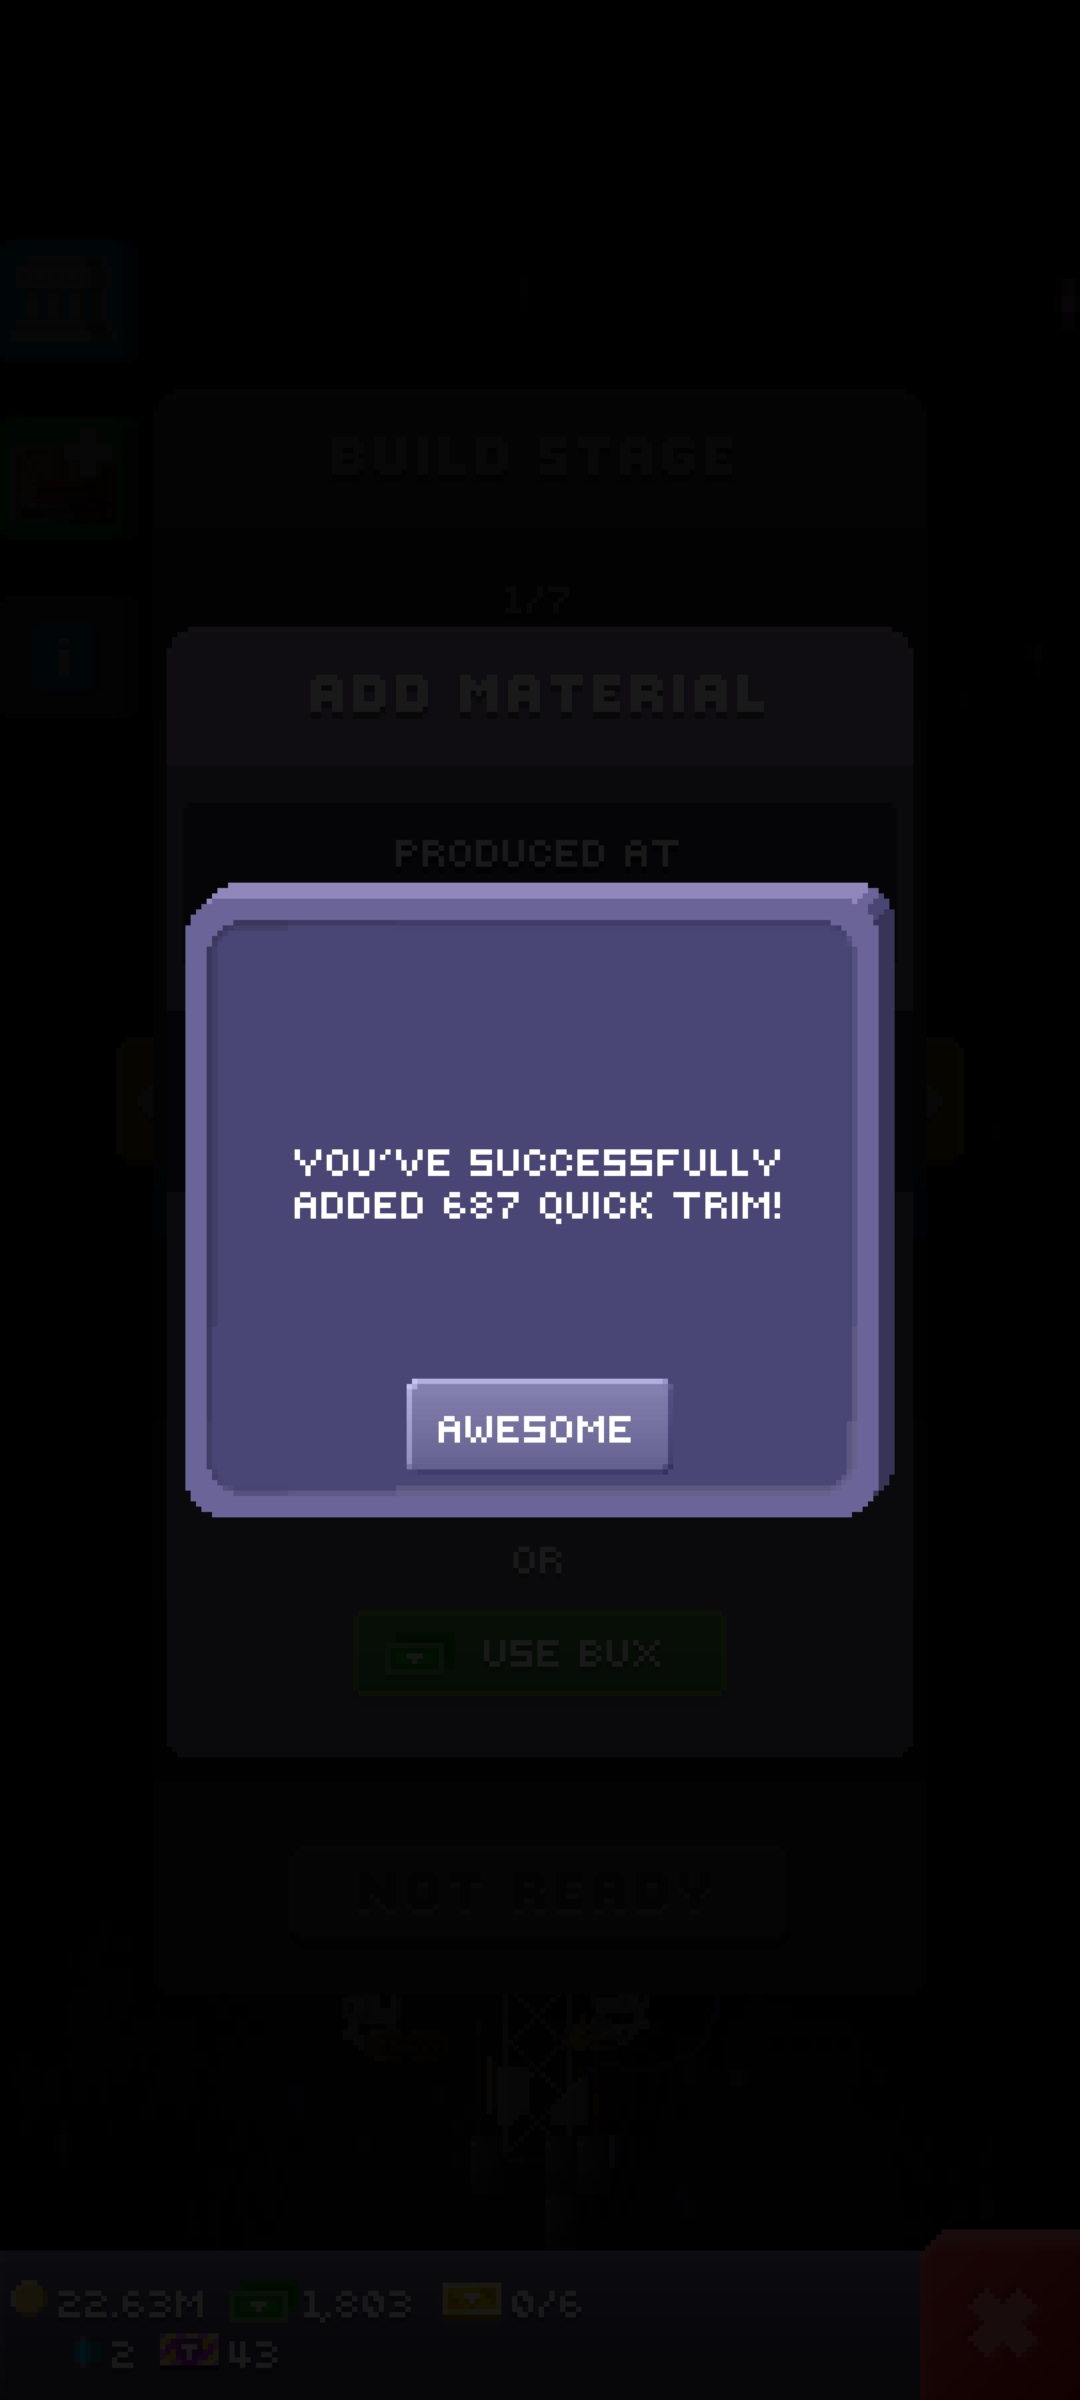 BUILD STAGE
1/7
ADD MATERIAL
PRODUCED AT
YOU'VE SUCCESSFULLY
ADDED 687 QUICK TRIM!
AWESOME
OR
USE BUX
NOT READY
22.63M 1,803 0/6
2 43